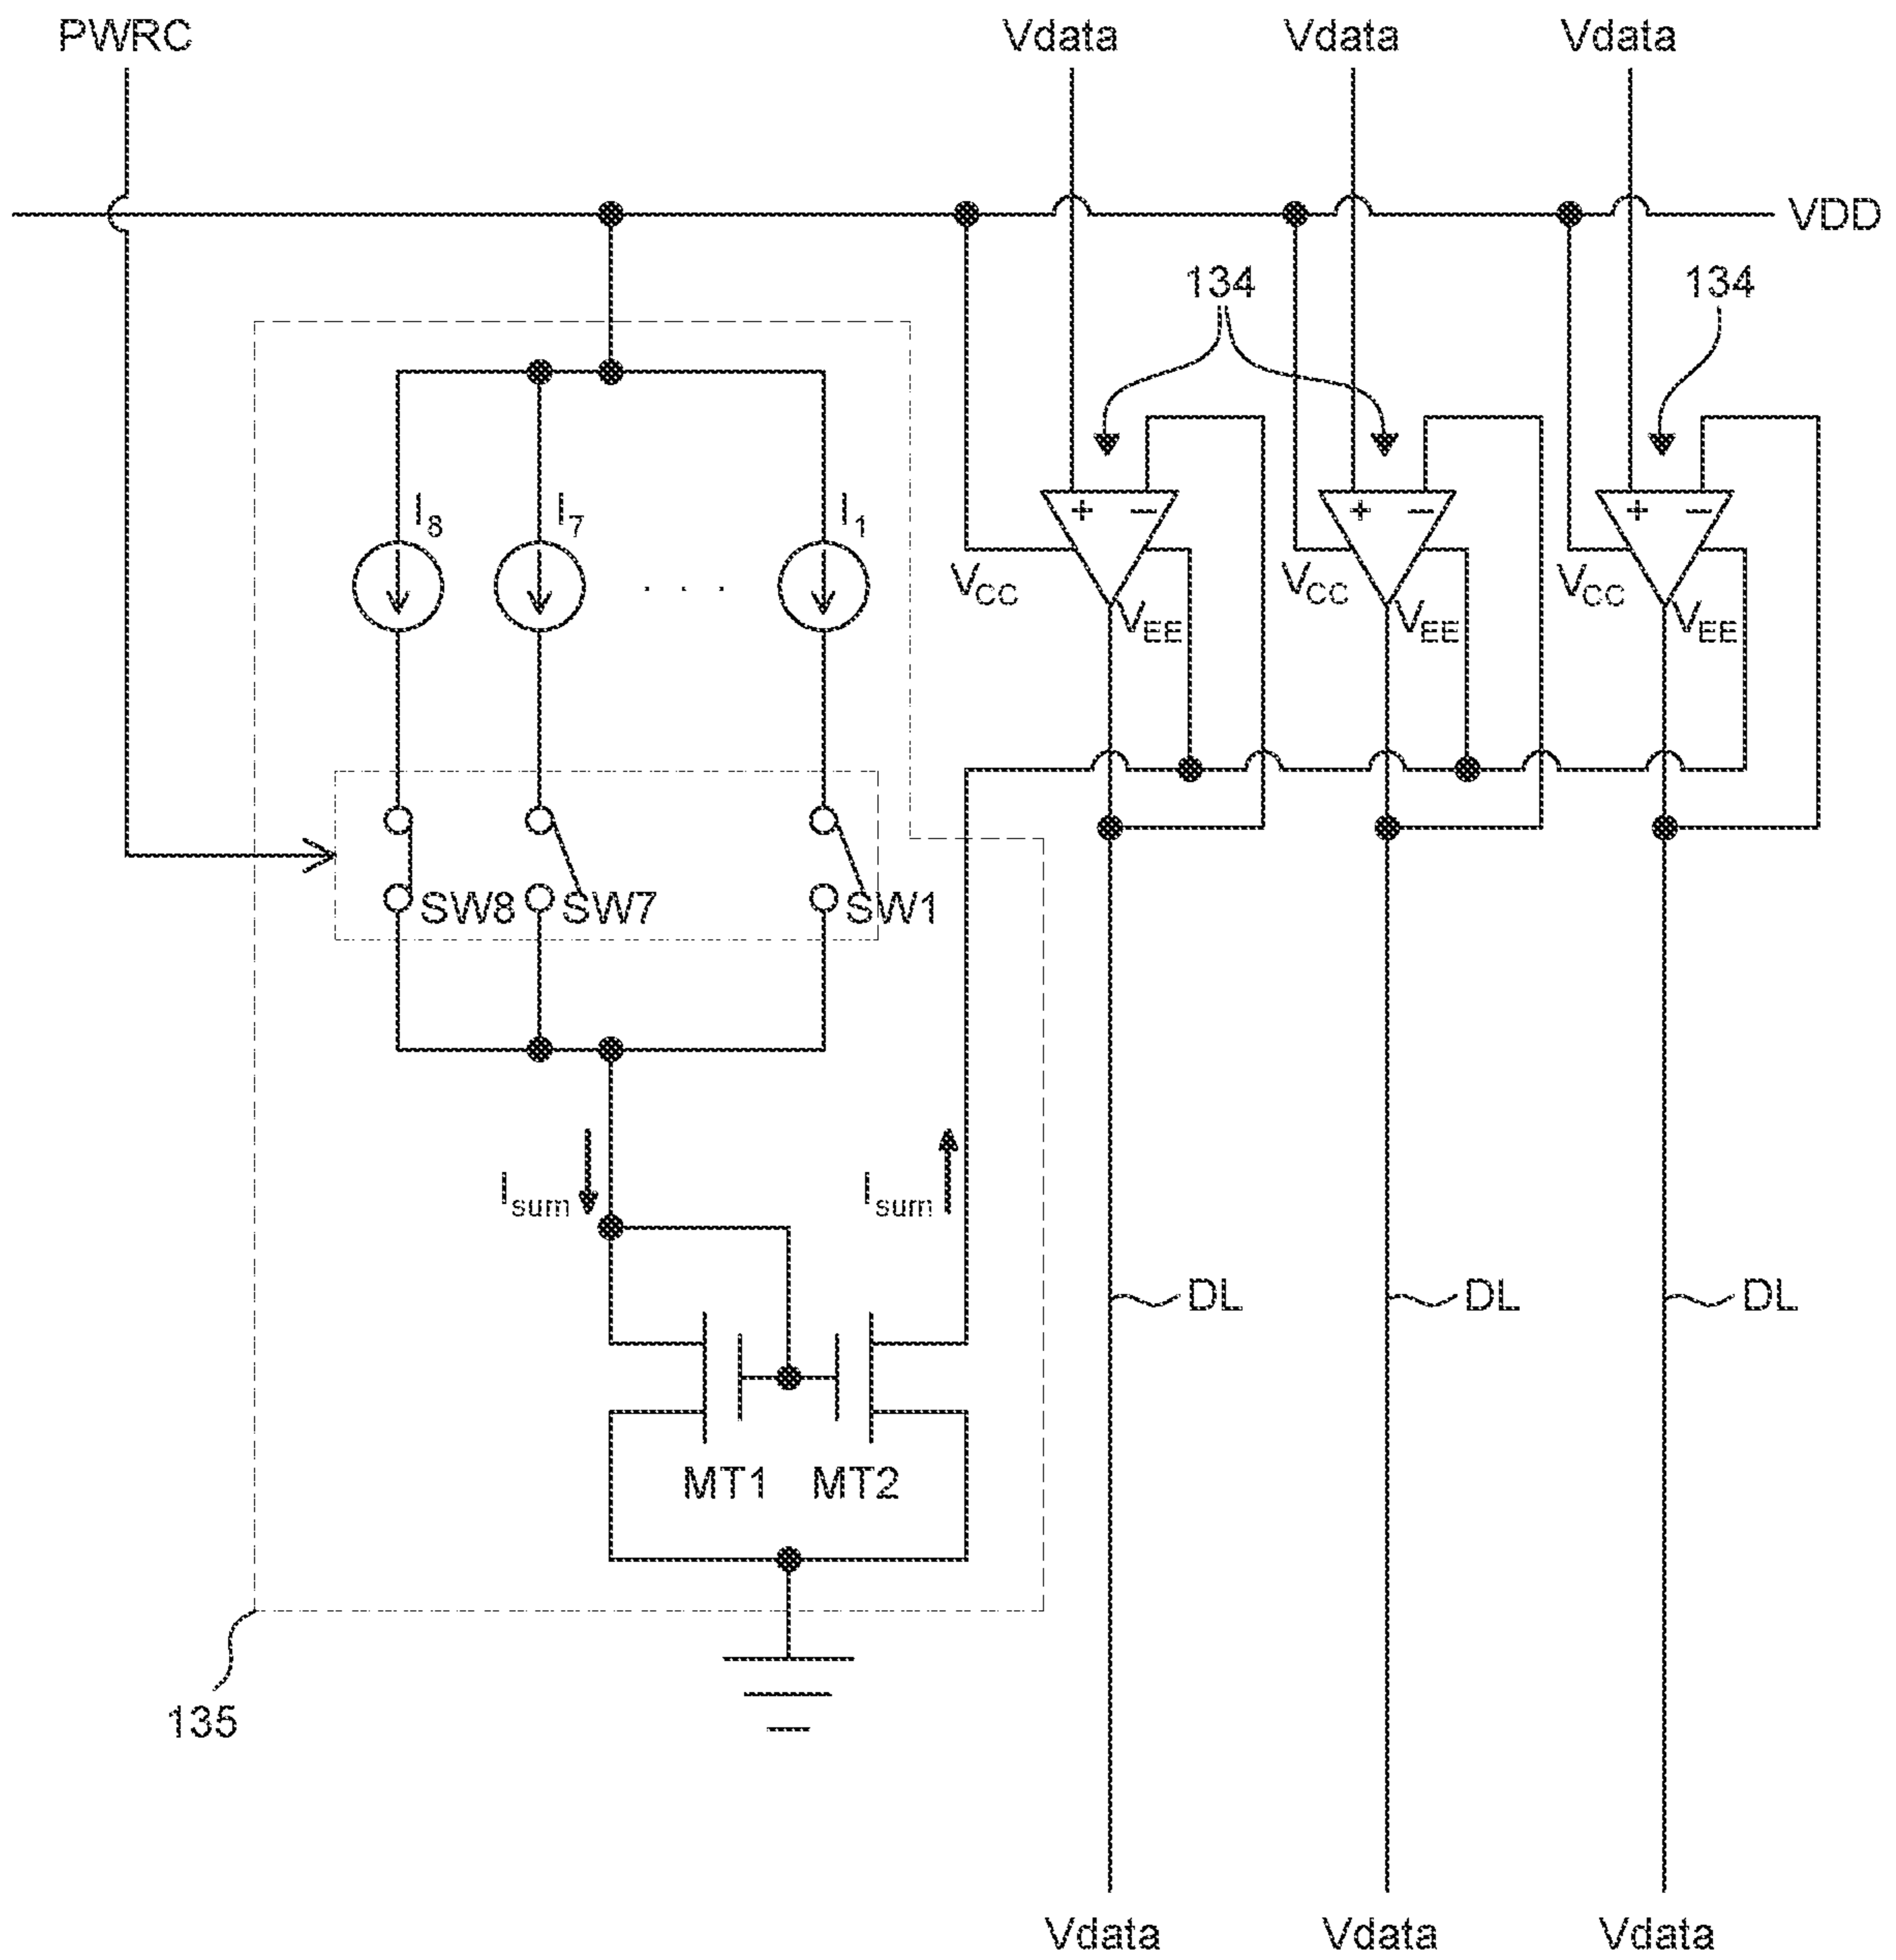 PWRC Vdata Vdata Vdata
VDD
134 134
I8 I7 I1
+ − + − + −
. . .
VCC VCC VCC
VEE VEE VEE
SW8 SW7 SW1
Isum Isum
DL DL DL
MT1 MT2
135
Vdata Vdata Vdata